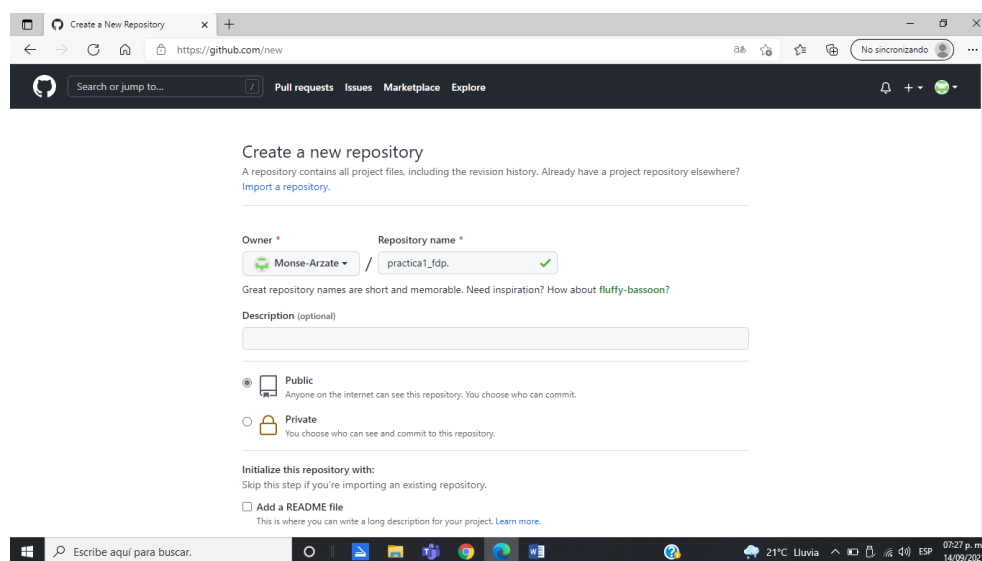 Create a New Repository
https://github.com/new
No sincronizando
Search or jump to...
/
Pull requests Issues Marketplace Explore
Create a new repository
A repository contains all project files, including the revision history. Already have a project repository elsewhere?
Import a repository.
Owner * Repository name *
Monse-Arzate / practica1_fdp.
Great repository names are short and memorable. Need inspiration? How about fluffy-bassoon?
Description (optional)
Public
Anyone on the internet can see this repository. You choose who can commit.
Private
You choose who can see and commit to this repository.
Initialize this repository with:
Skip this step if you're importing an existing repository.
Add a README file
This is where you can write a long description for your project. Learn more.
Escribe aquí para buscar.
21°C Lluvia
ESP
07:27 p. m
14/09/202